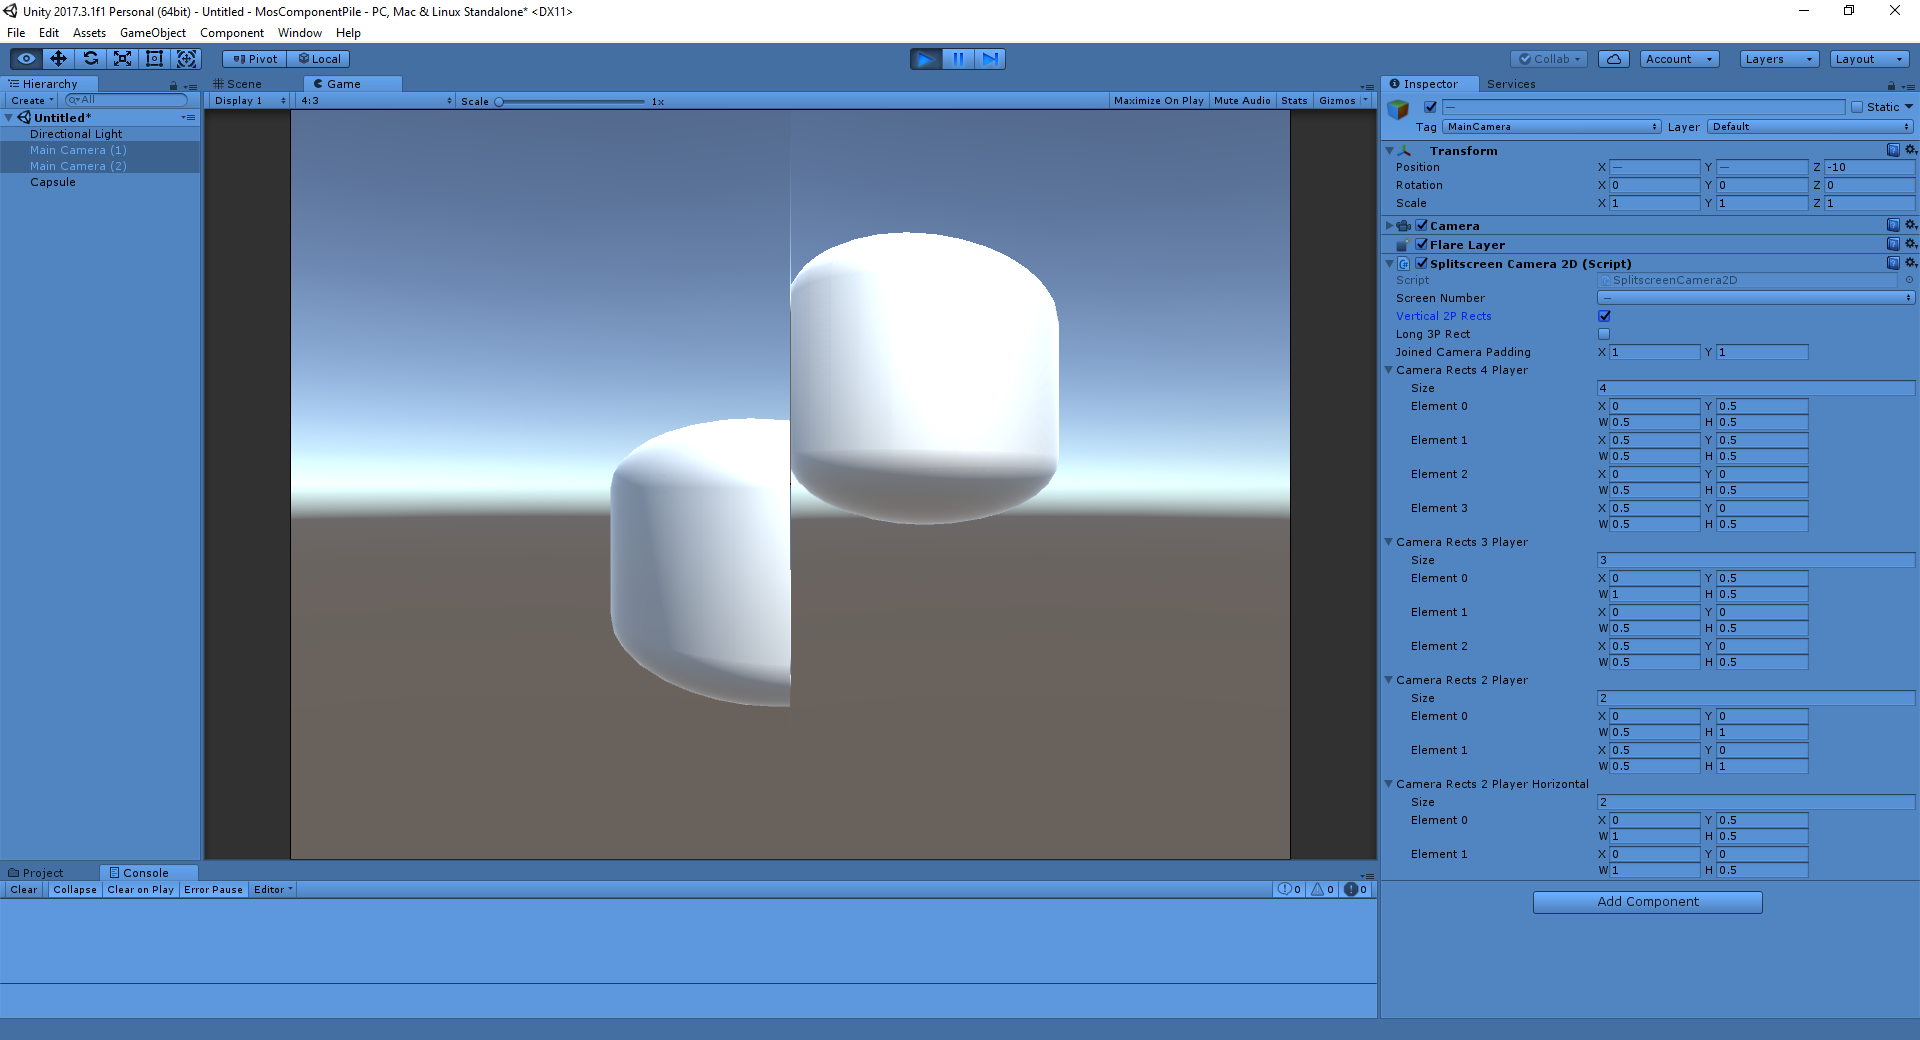 Unity 2017.3.1f1 Personal (64bit) - Untitled - MosComponentPile - PC, Mac & Linux Standalone* <DX11>
File Edit Assets GameObject Component Window Help
Pivot Local Collab Account Layers Layout
Hierarchy Scene Game Inspector Services
Create All Display 1 4:3 Scale 1x Maximize On Play Mute Audio Stats Gizmos
Static
Untitled*
Tag MainCamera Layer Default
Directional Light
Main Camera (1)
Main Camera (2)
Capsule
Transform
Position X — Y — Z -10
Rotation X 0 Y 0 Z 0
Scale X 1 Y 1 Z 1
Camera
Flare Layer
Splitscreen Camera 2D (Script)
Script SplitscreenCamera2D
Screen Number —
Vertical 2P Rects
Long 3P Rect
Joined Camera Padding X 1 Y 1
Camera Rects 4 Player
Size 4
Element 0 X 0 Y 0.5
W 0.5 H 0.5
Element 1 X 0.5 Y 0.5
W 0.5 H 0.5
Element 2 X 0 Y 0
W 0.5 H 0.5
Element 3 X 0.5 Y 0
W 0.5 H 0.5
Camera Rects 3 Player
Size 3
Element 0 X 0 Y 0.5
W 1 H 0.5
Element 1 X 0 Y 0
W 0.5 H 0.5
Element 2 X 0.5 Y 0
W 0.5 H 0.5
Camera Rects 2 Player
Size 2
Element 0 X 0 Y 0
W 0.5 H 1
Element 1 X 0.5 Y 0
W 0.5 H 1
Camera Rects 2 Player Horizontal
Size 2
Element 0 X 0 Y 0.5
W 1 H 0.5
Element 1 X 0 Y 0
W 1 H 0.5
Add Component
Project Console
Clear Collapse Clear on Play Error Pause Editor 0 0 0